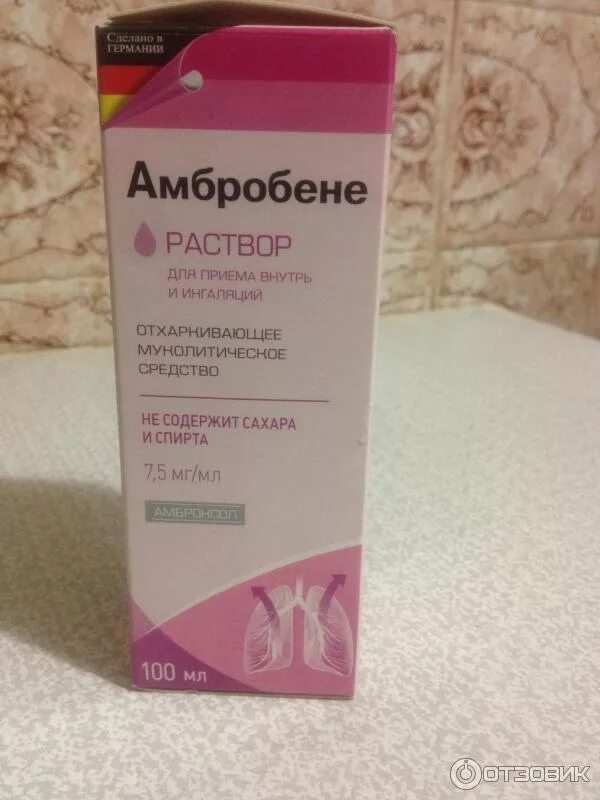 Сделано в
ГЕРМАНИИ
Амбробене
РАСТВОР
ДЛЯ ПРИЕМА ВНУТРЬ
И ИНГАЛЯЦИЙ
ОТХАРКИВАЮЩЕЕ
МУКОЛИТИЧЕСКОЕ
СРЕДСТВО
НЕ СОДЕРЖИТ САХАРА
И СПИРТА
7,5 мг/мл
АМБРОКСОЛ
100 мл
ОТЗОВИК